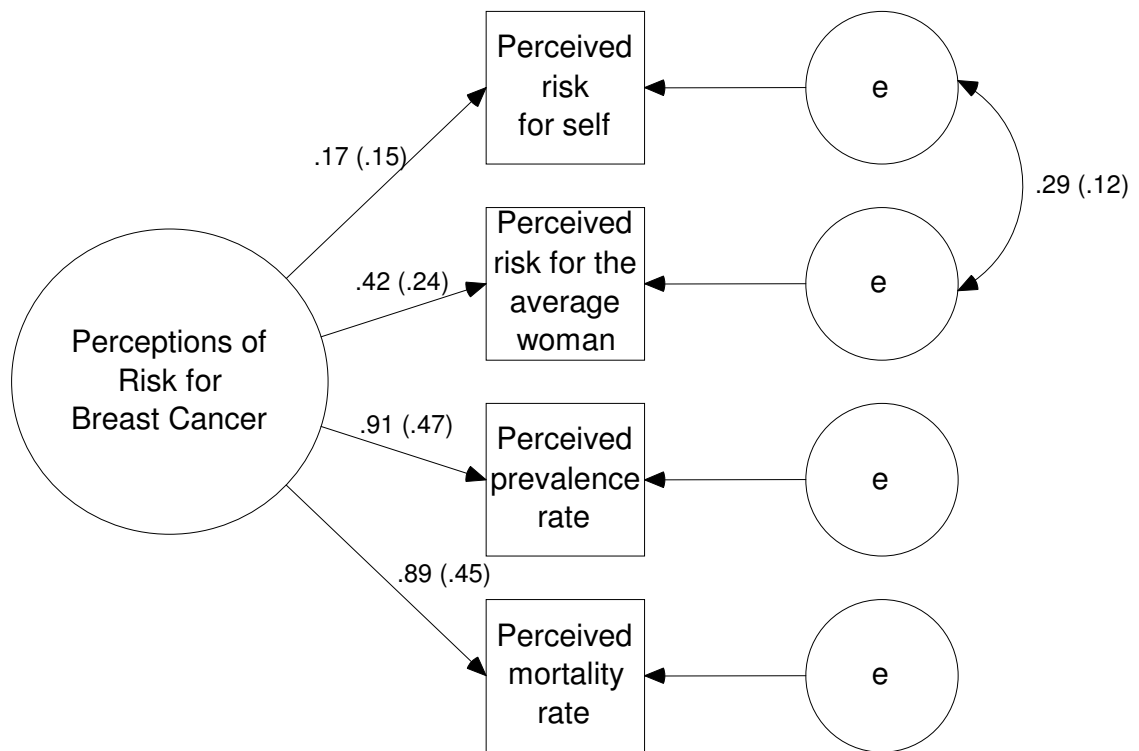 Perceived
risk
for self
e
.17 (.15)
.29 (.12)
Perceived
risk for the
average
woman
e
.42 (.24)
Perceptions of
Risk for
Breast Cancer
.91 (.47)
Perceived
prevalence
rate
e
.89 (.45)
Perceived
mortality
rate
e